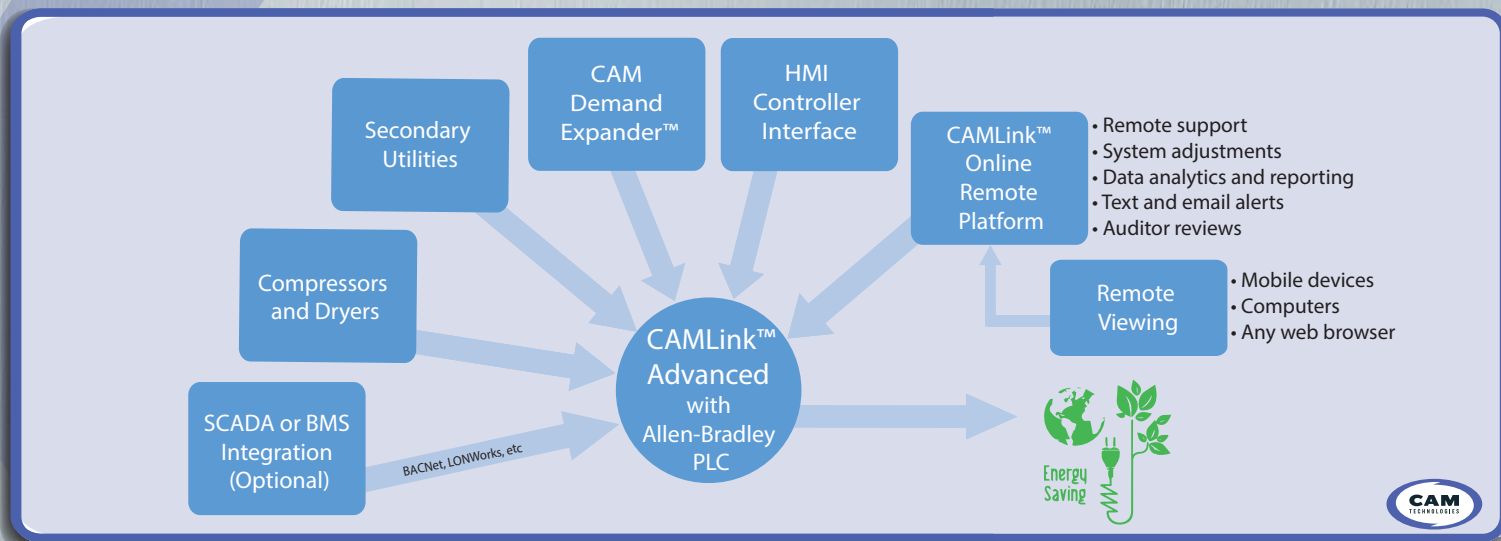 CAM
Demand
Expander™
HMI
Controller
Interface
Secondary
Utilities
CAMLink™
Online
Remote
Platform
• Remote support
• System adjustments
• Data analytics and reporting
• Text and email alerts
• Auditor reviews
Compressors
and Dryers
Remote
Viewing
• Mobile devices
• Computers
• Any web browser
CAMLink™
Advanced
with
Allen-Bradley
PLC
SCADA or BMS
Integration
(Optional)
BACNet, LONWorks, etc
Energy
Saving
CAM
TECHNOLOGIES